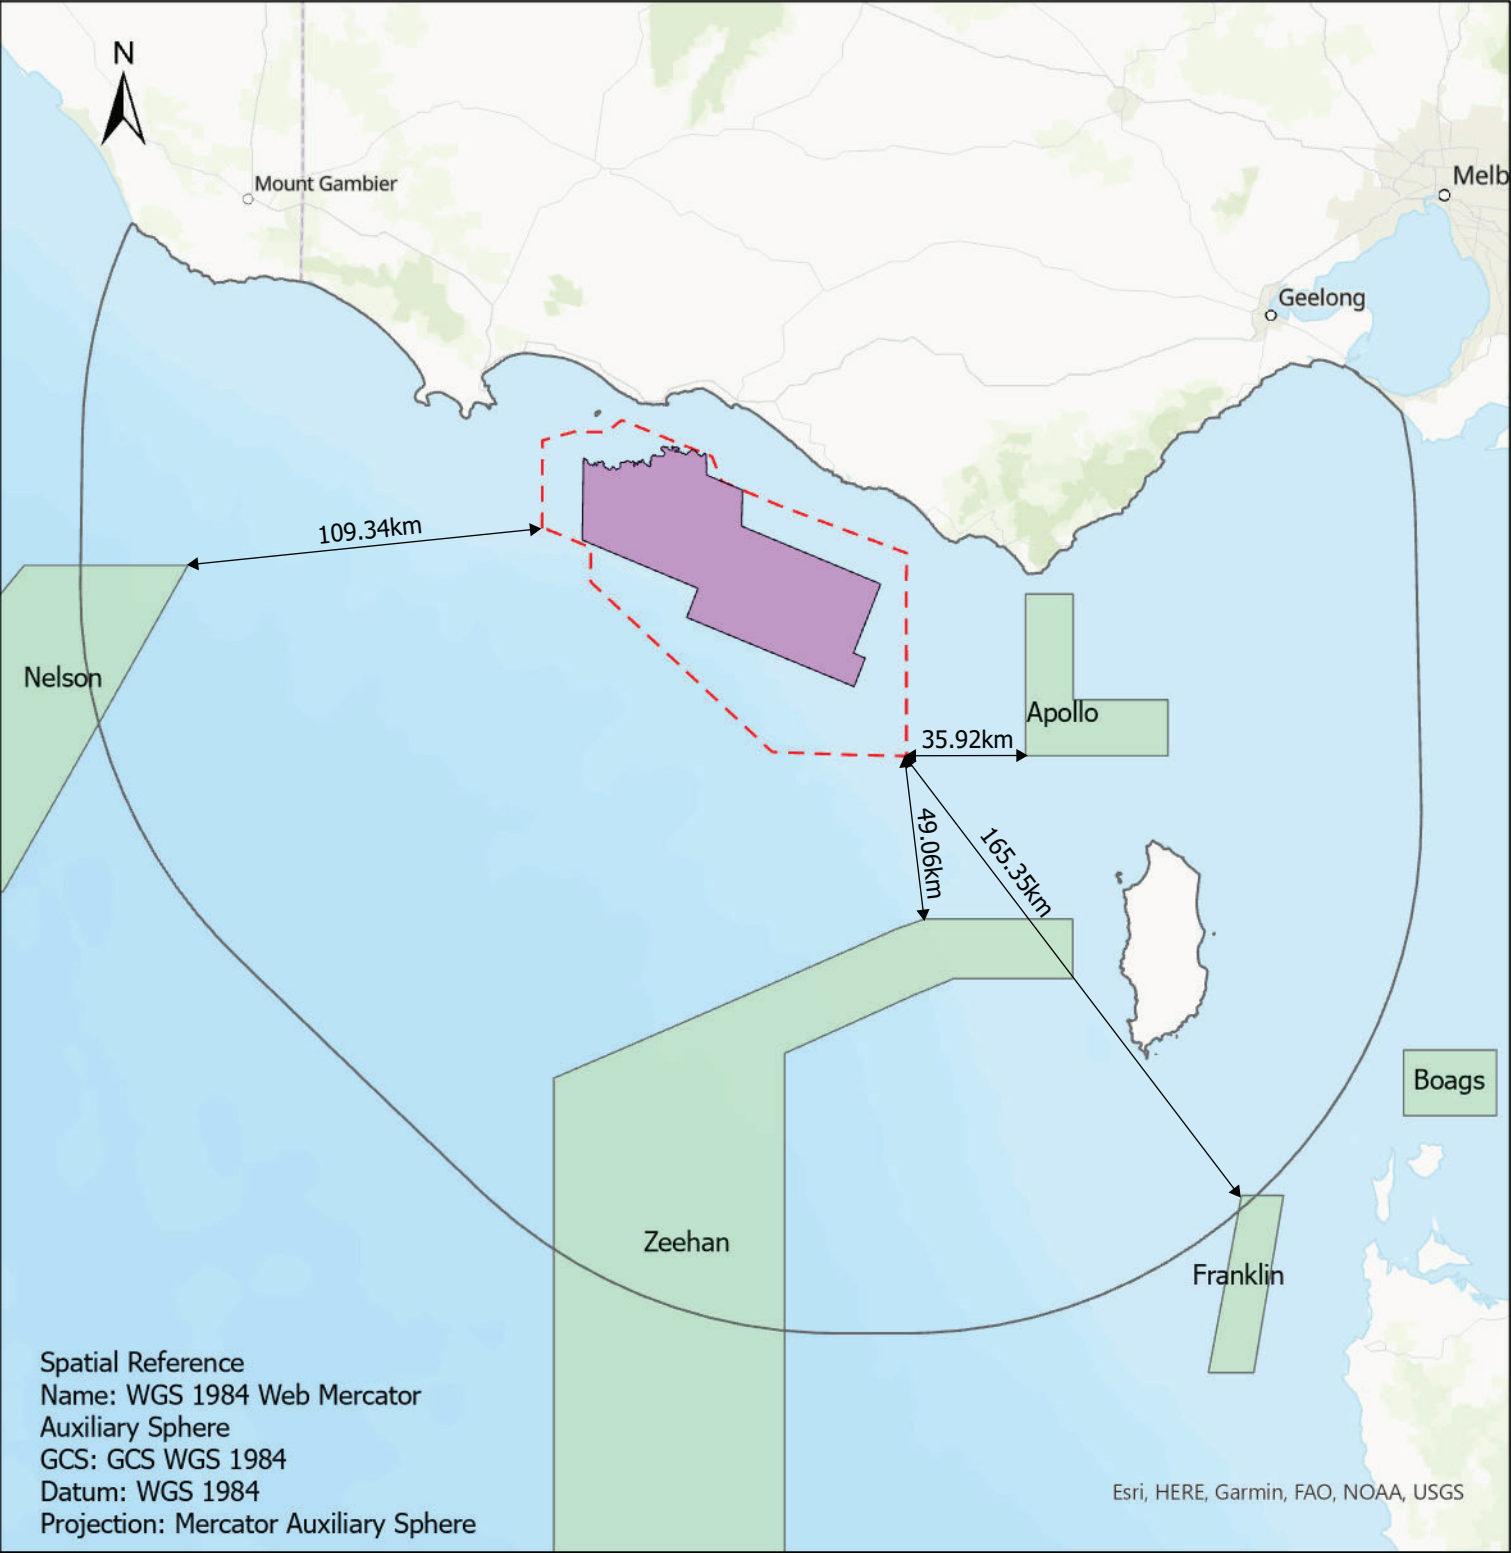 N
Mount Gambier
Melb
Geelong
109.34km
Nelson
Apollo
35.92km
49.06km
165.35km
Boags
Zeehan
Franklin
Spatial Reference
Name: WGS 1984 Web Mercator
Auxiliary Sphere
GCS: GCS WGS 1984
Datum: WGS 1984
Projection: Mercator Auxiliary Sphere
Esri, HERE, Garmin, FAO, NOAA, USGS